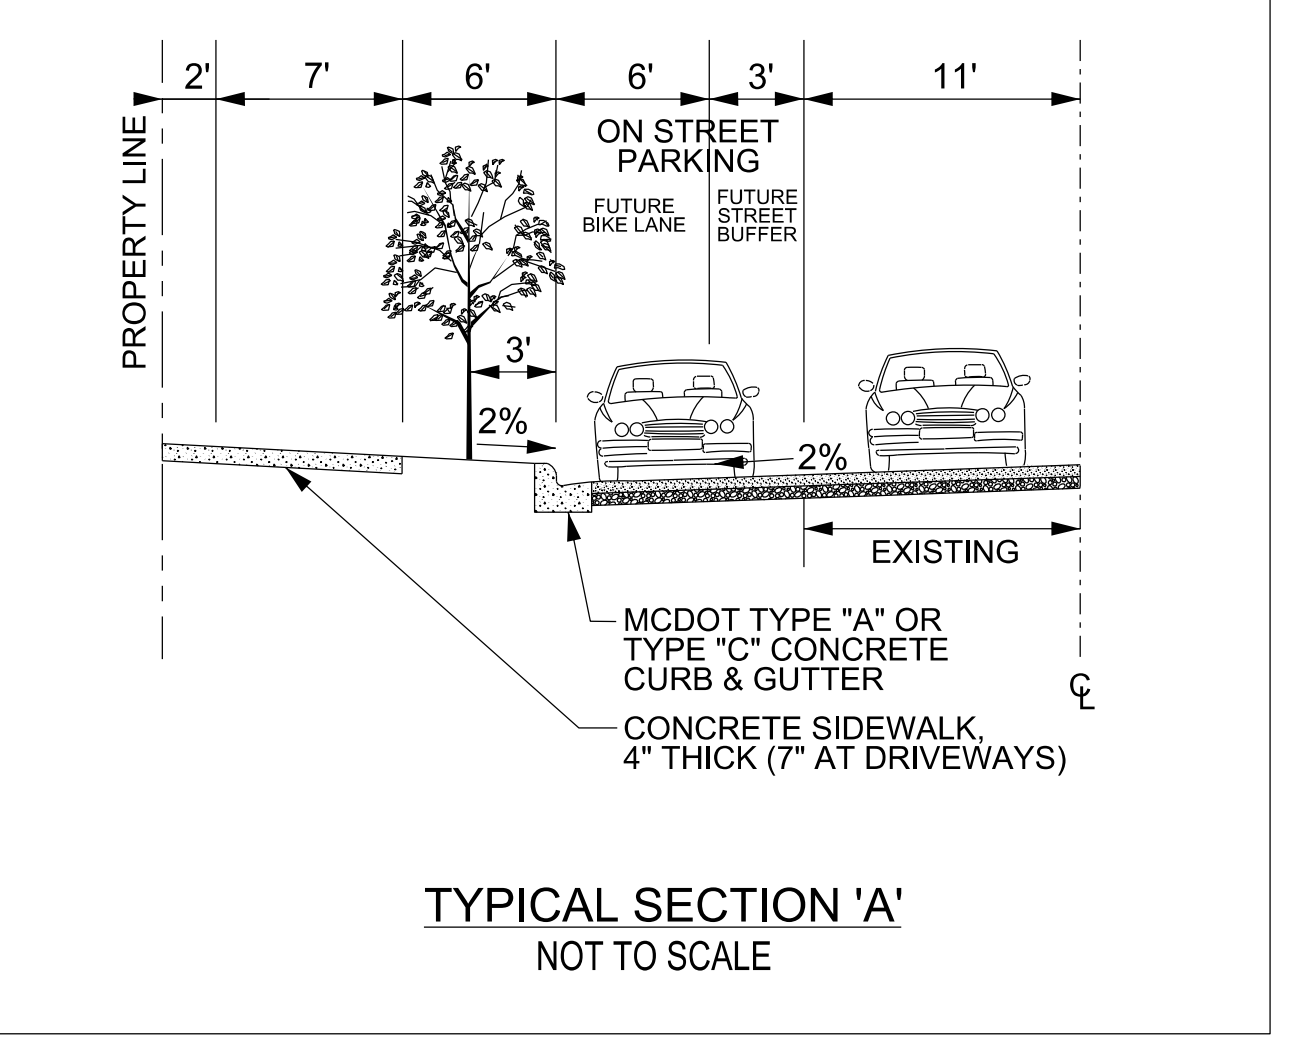 2' 7' 6' 6' 3' 11'
PROPERTY LINE
ON STREET
PARKING
FUTURE
BIKE LANE
FUTURE
STREET
BUFFER
3'
2%
2%
EXISTING
MCDOT TYPE "A" OR
TYPE "C" CONCRETE
CURB & GUTTER
℄
CONCRETE SIDEWALK,
4" THICK (7" AT DRIVEWAYS)
TYPICAL SECTION 'A'
NOT TO SCALE